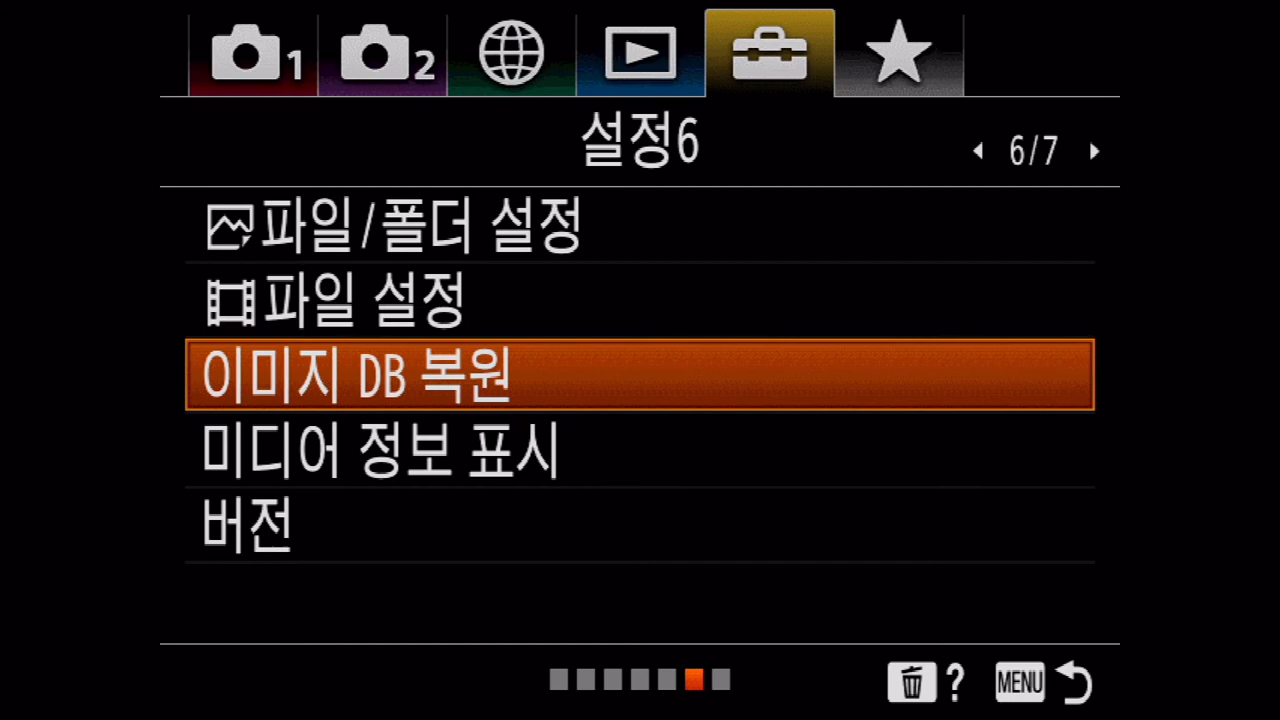 1 2
설정6
6/7
파일/폴더 설정
파일 설정
이미지 DB 복원
미디어 정보 표시
버전
? MENU